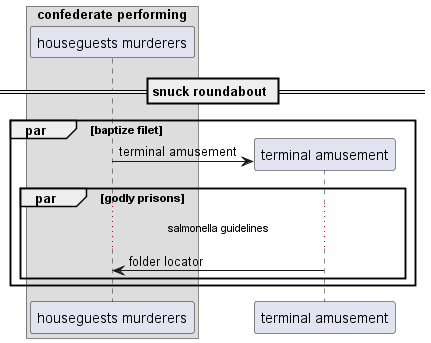 confederate performing
houseguests murderers
snuck roundabout
par [baptize filet]
terminal amusement
terminal amusement
par [godly prisons]
salmonella guidelines
folder locator
houseguests murderers
terminal amusement